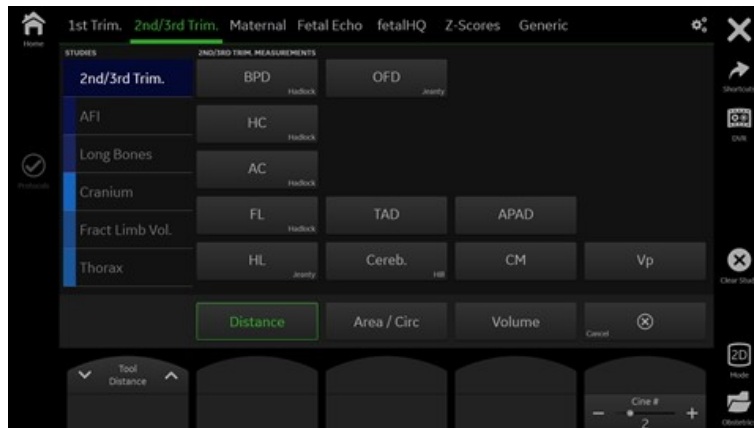 1st Trim. 2nd/3rd Trim. Maternal Fetal Echo fetalHQ Z-Scores Generic
Home
STUDIES 2ND/3RD TRIM. MEASUREMENTS
2nd/3rd Trim.
BPD Hadlock
OFD Jeanty
Shortcuts
AFI
HC Hadlock
DVR
Long Bones
AC Hadlock
Protocols
Cranium
FL Hadlock
TAD
APAD
Fract Limb Vol.
HL Jeanty
Cereb. Hill
CM
Vp
Thorax
Clear Stud
Distance
Area / Circ
Volume
Cancel
2D
Mode
Tool
Distance
Cine #
2
Obstetric